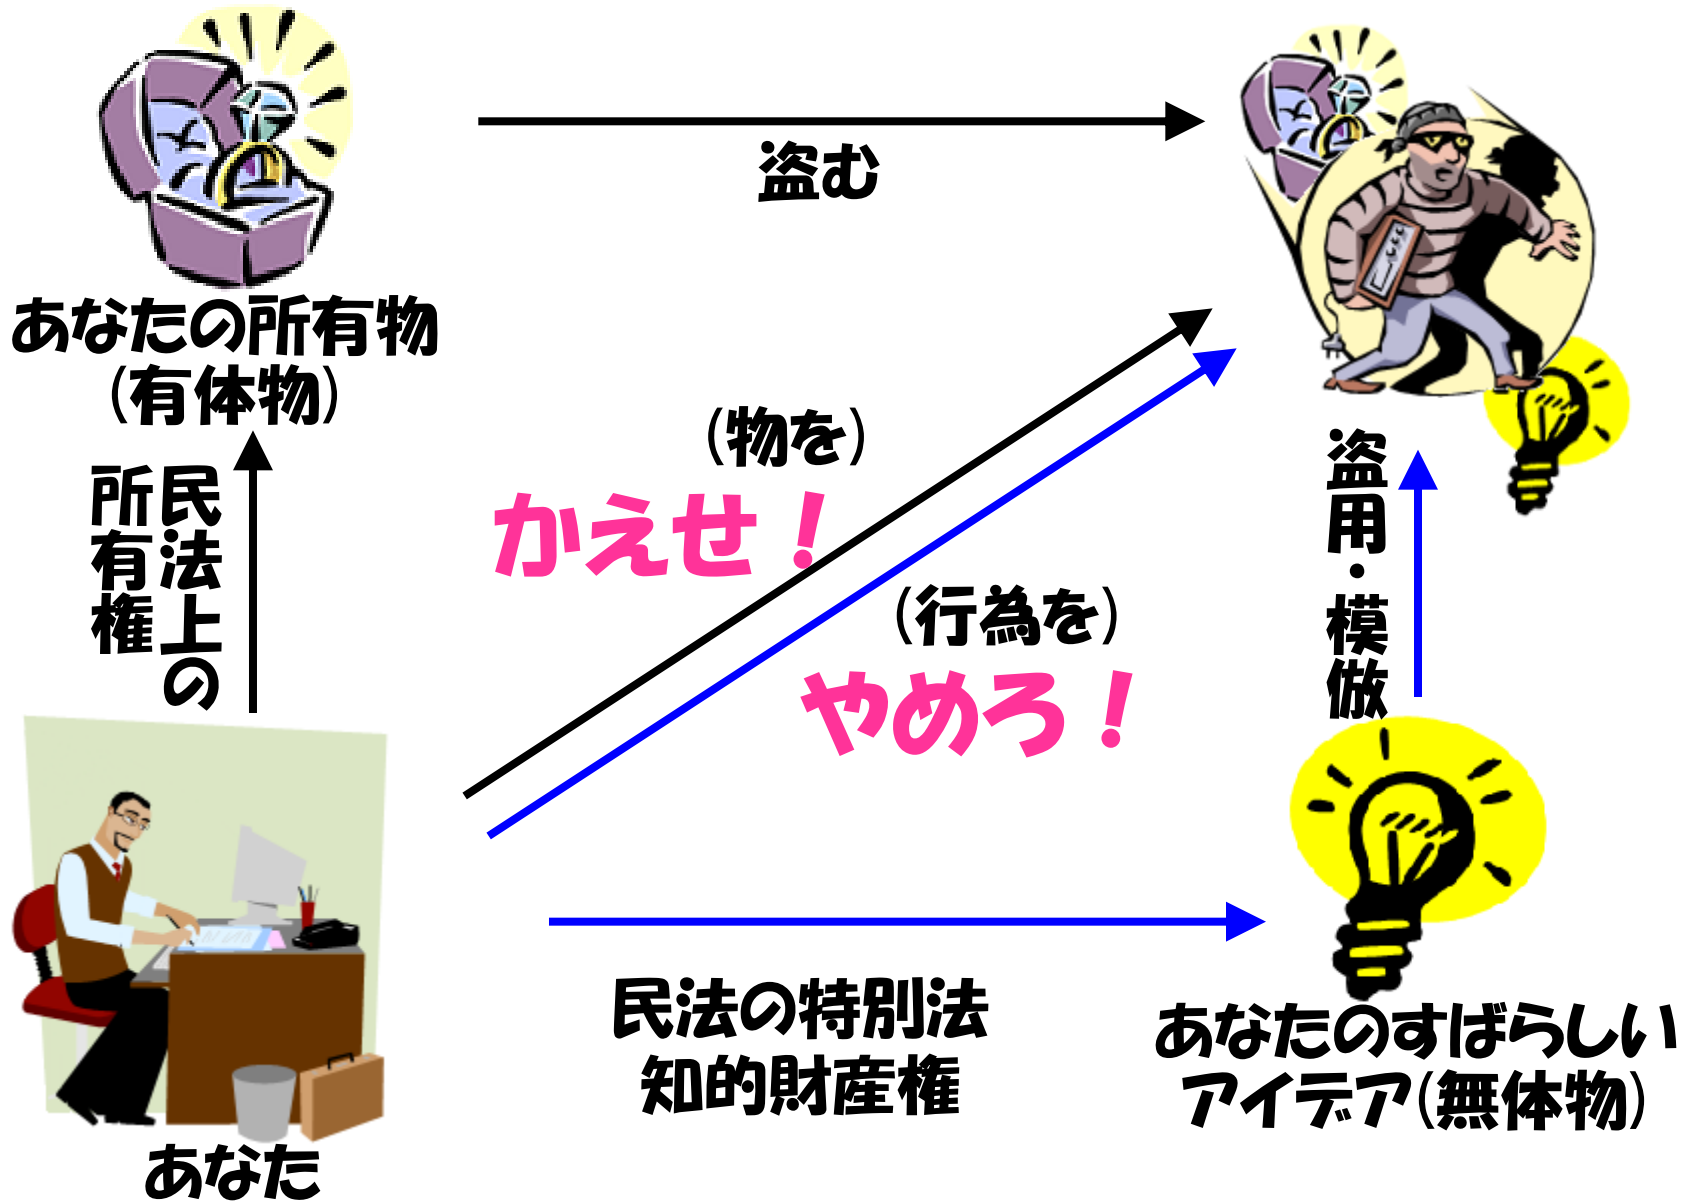 盗む
あなたの所有物
(有体物)
民法上の
所有権
(物を)
かえせ！
(行為を)
やめろ！
盗用・模倣
民法の特別法
知的財産権
あなたのすばらしい
アイデア(無体物)
あなた